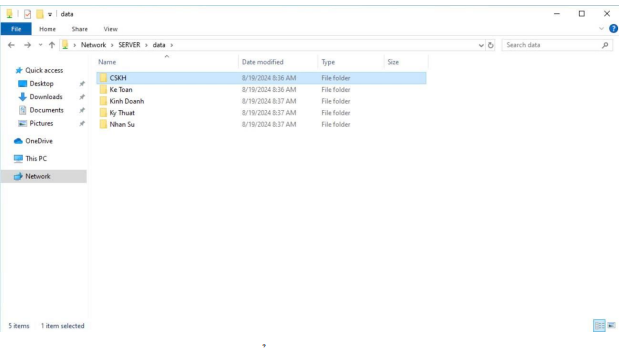 data
File Home Share View
Network › SERVER › data › Search data
Name Date modified Type Size
Quick access
Desktop
Downloads
Documents
Pictures
OneDrive
This PC
Network
CSKH 8/19/2024 8:36 AM File folder
Ke Toan 8/19/2024 8:36 AM File folder
Kinh Doanh 8/19/2024 8:37 AM File folder
Ky Thuat 8/19/2024 8:37 AM File folder
Nhan Su 8/19/2024 8:37 AM File folder
5 items 1 item selected